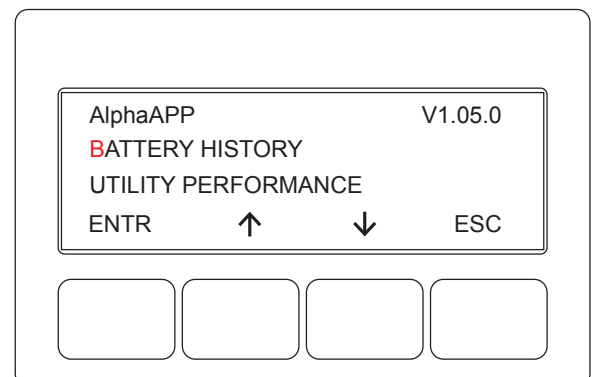 AlphaAPP V1.05.0
BATTERY HISTORY
UTILITY PERFORMANCE
ENTR ↑ ↓ ESC